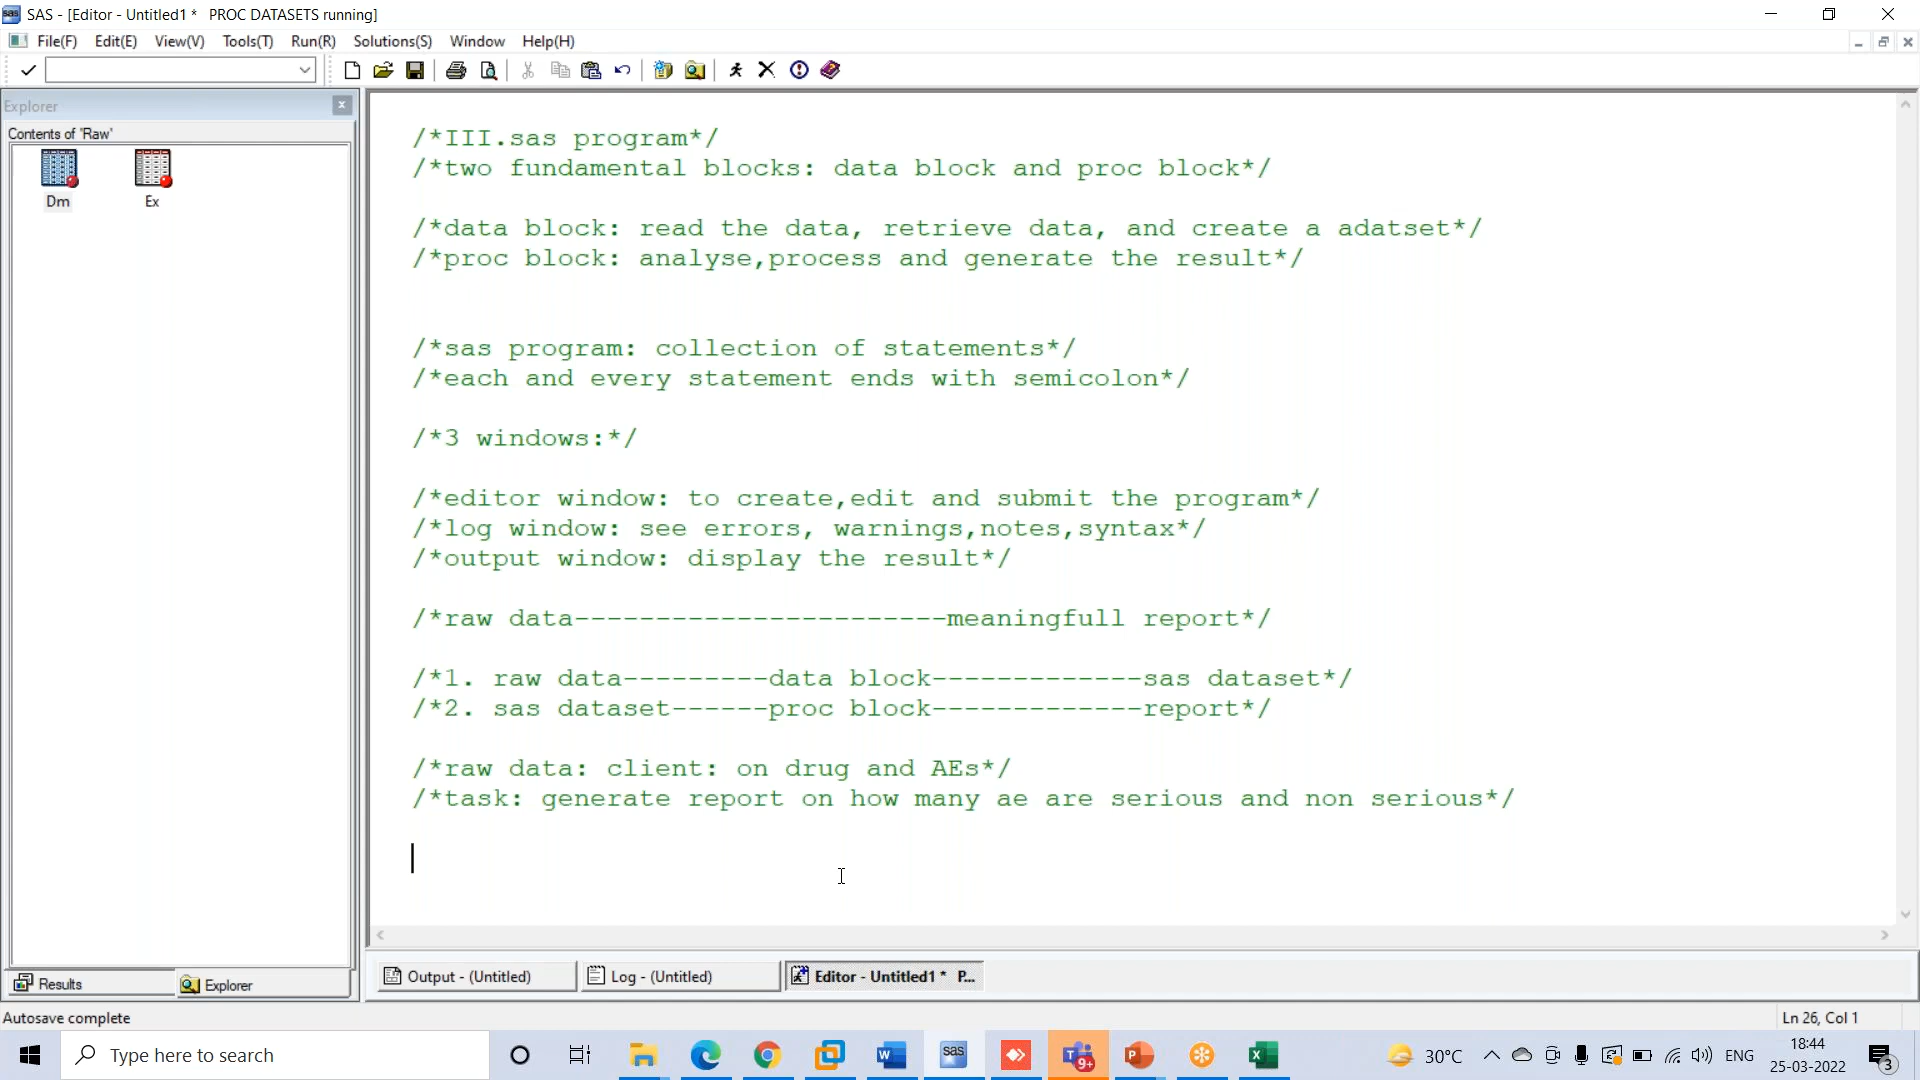 SAS - [Editor - Untitled1 * PROC DATASETS running]
File(F) Edit(E) View(V) Tools(T) Run(R) Solutions(S) Window Help(H)
Explorer
Contents of 'Raw'
Dm Ex
/*III.sas program*/
/*two fundamental blocks: data block and proc block*/
/*data block: read the data, retrieve data, and create a adatset*/
/*proc block: analyse,process and generate the result*/
/*sas program: collection of statements*/
/*each and every statement ends with semicolon*/
/*3 windows:*/
/*editor window: to create,edit and submit the program*/
/*log window: see errors, warnings,notes,syntax*/
/*output window: display the result*/
/*raw data-----------------------meaningfull report*/
/*1. raw data---------data block-------------sas dataset*/
/*2. sas dataset------proc block-------------report*/
/*raw data: client: on drug and AEs*/
/*task: generate report on how many ae are serious and non serious*/
Results Explorer
Output - (Untitled) Log - (Untitled) Editor - Untitled1 * P...
Autosave complete
Ln 26, Col 1
Type here to search
sas
9+
30°C
ENG
18:44
25-03-2022
3